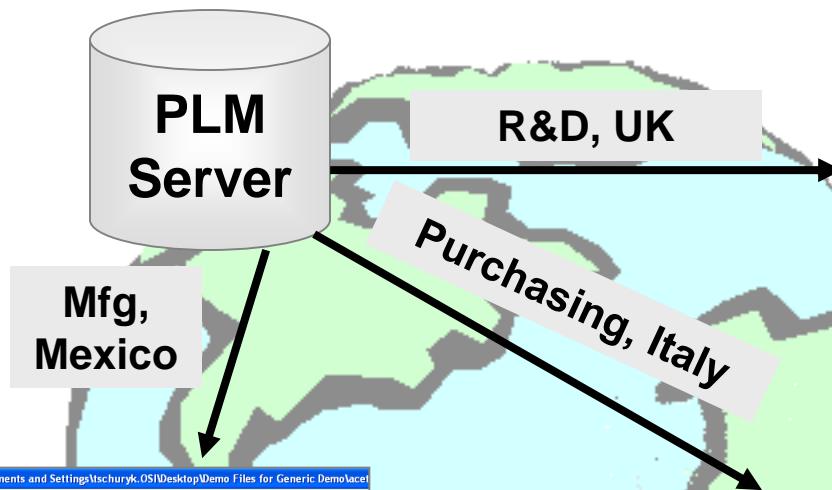 PLM
Server
R&D, UK
Purchasing, Italy
Mfg,
Mexico
nents and Settings\tschuryk.OSI\Desktop\Demo Files for Generic Demo\acet